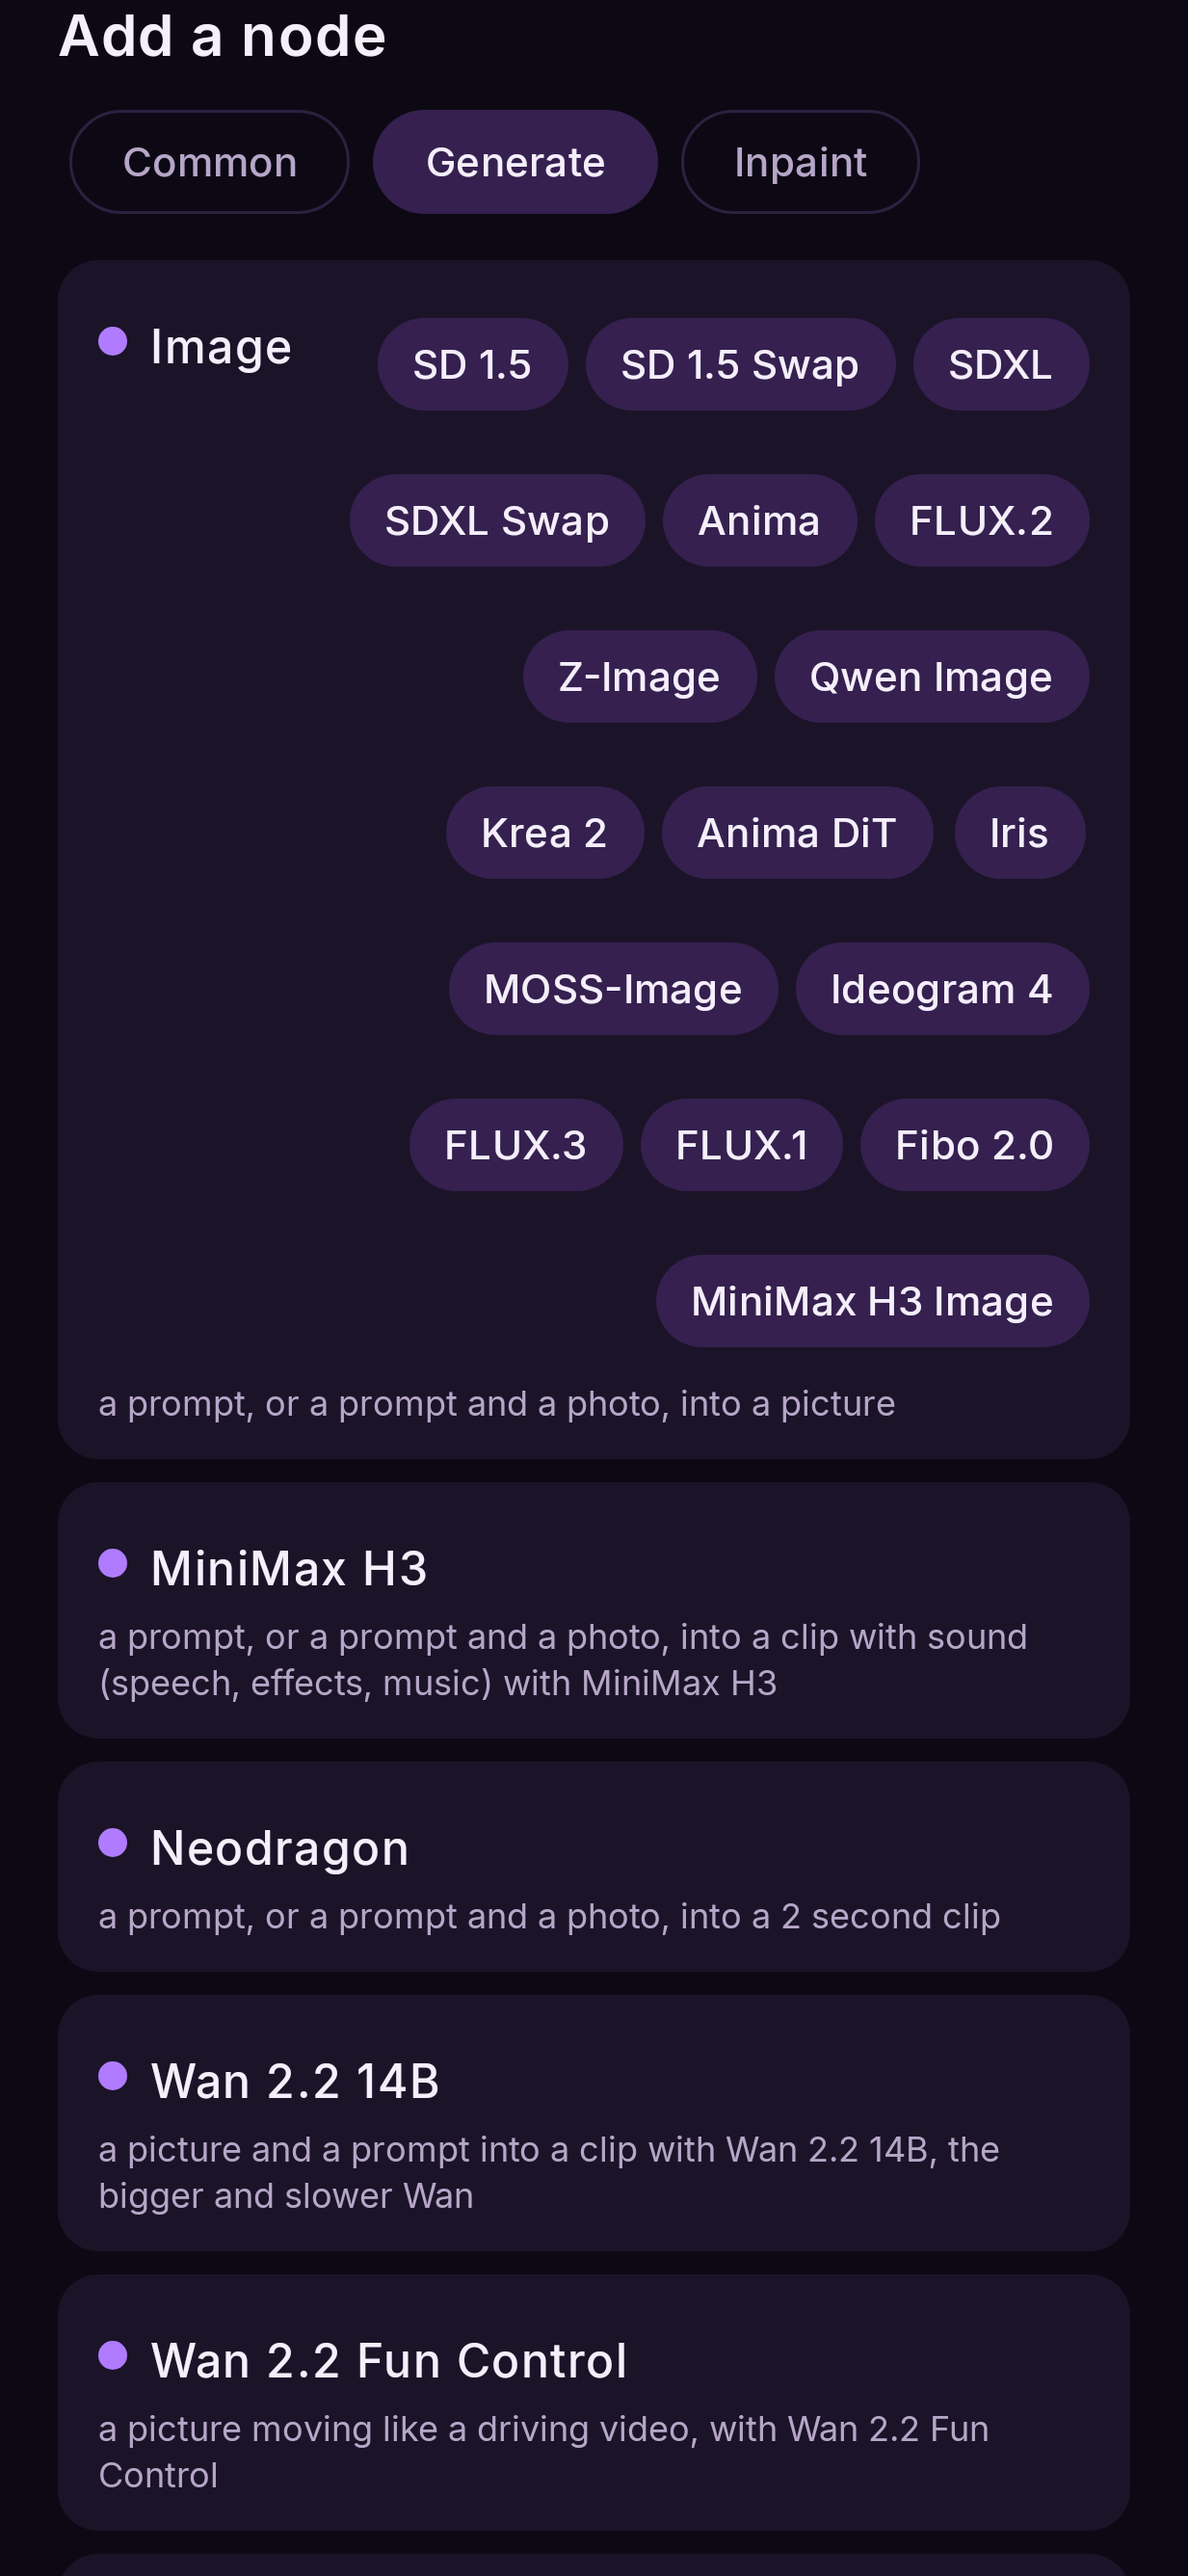 Add a node
Common Generate Inpaint
Image SD 1.5 SD 1.5 Swap SDXL
SDXL Swap Anima FLUX.2
Z-Image Qwen Image
Krea 2 Anima DiT Iris
MOSS-Image Ideogram 4
FLUX.3 FLUX.1 Fibo 2.0
MiniMax H3 Image
a prompt, or a prompt and a photo, into a picture
MiniMax H3
a prompt, or a prompt and a photo, into a clip with sound
(speech, effects, music) with MiniMax H3
Neodragon
a prompt, or a prompt and a photo, into a 2 second clip
Wan 2.2 14B
a picture and a prompt into a clip with Wan 2.2 14B, the
bigger and slower Wan
Wan 2.2 Fun Control
a picture moving like a driving video, with Wan 2.2 Fun
Control